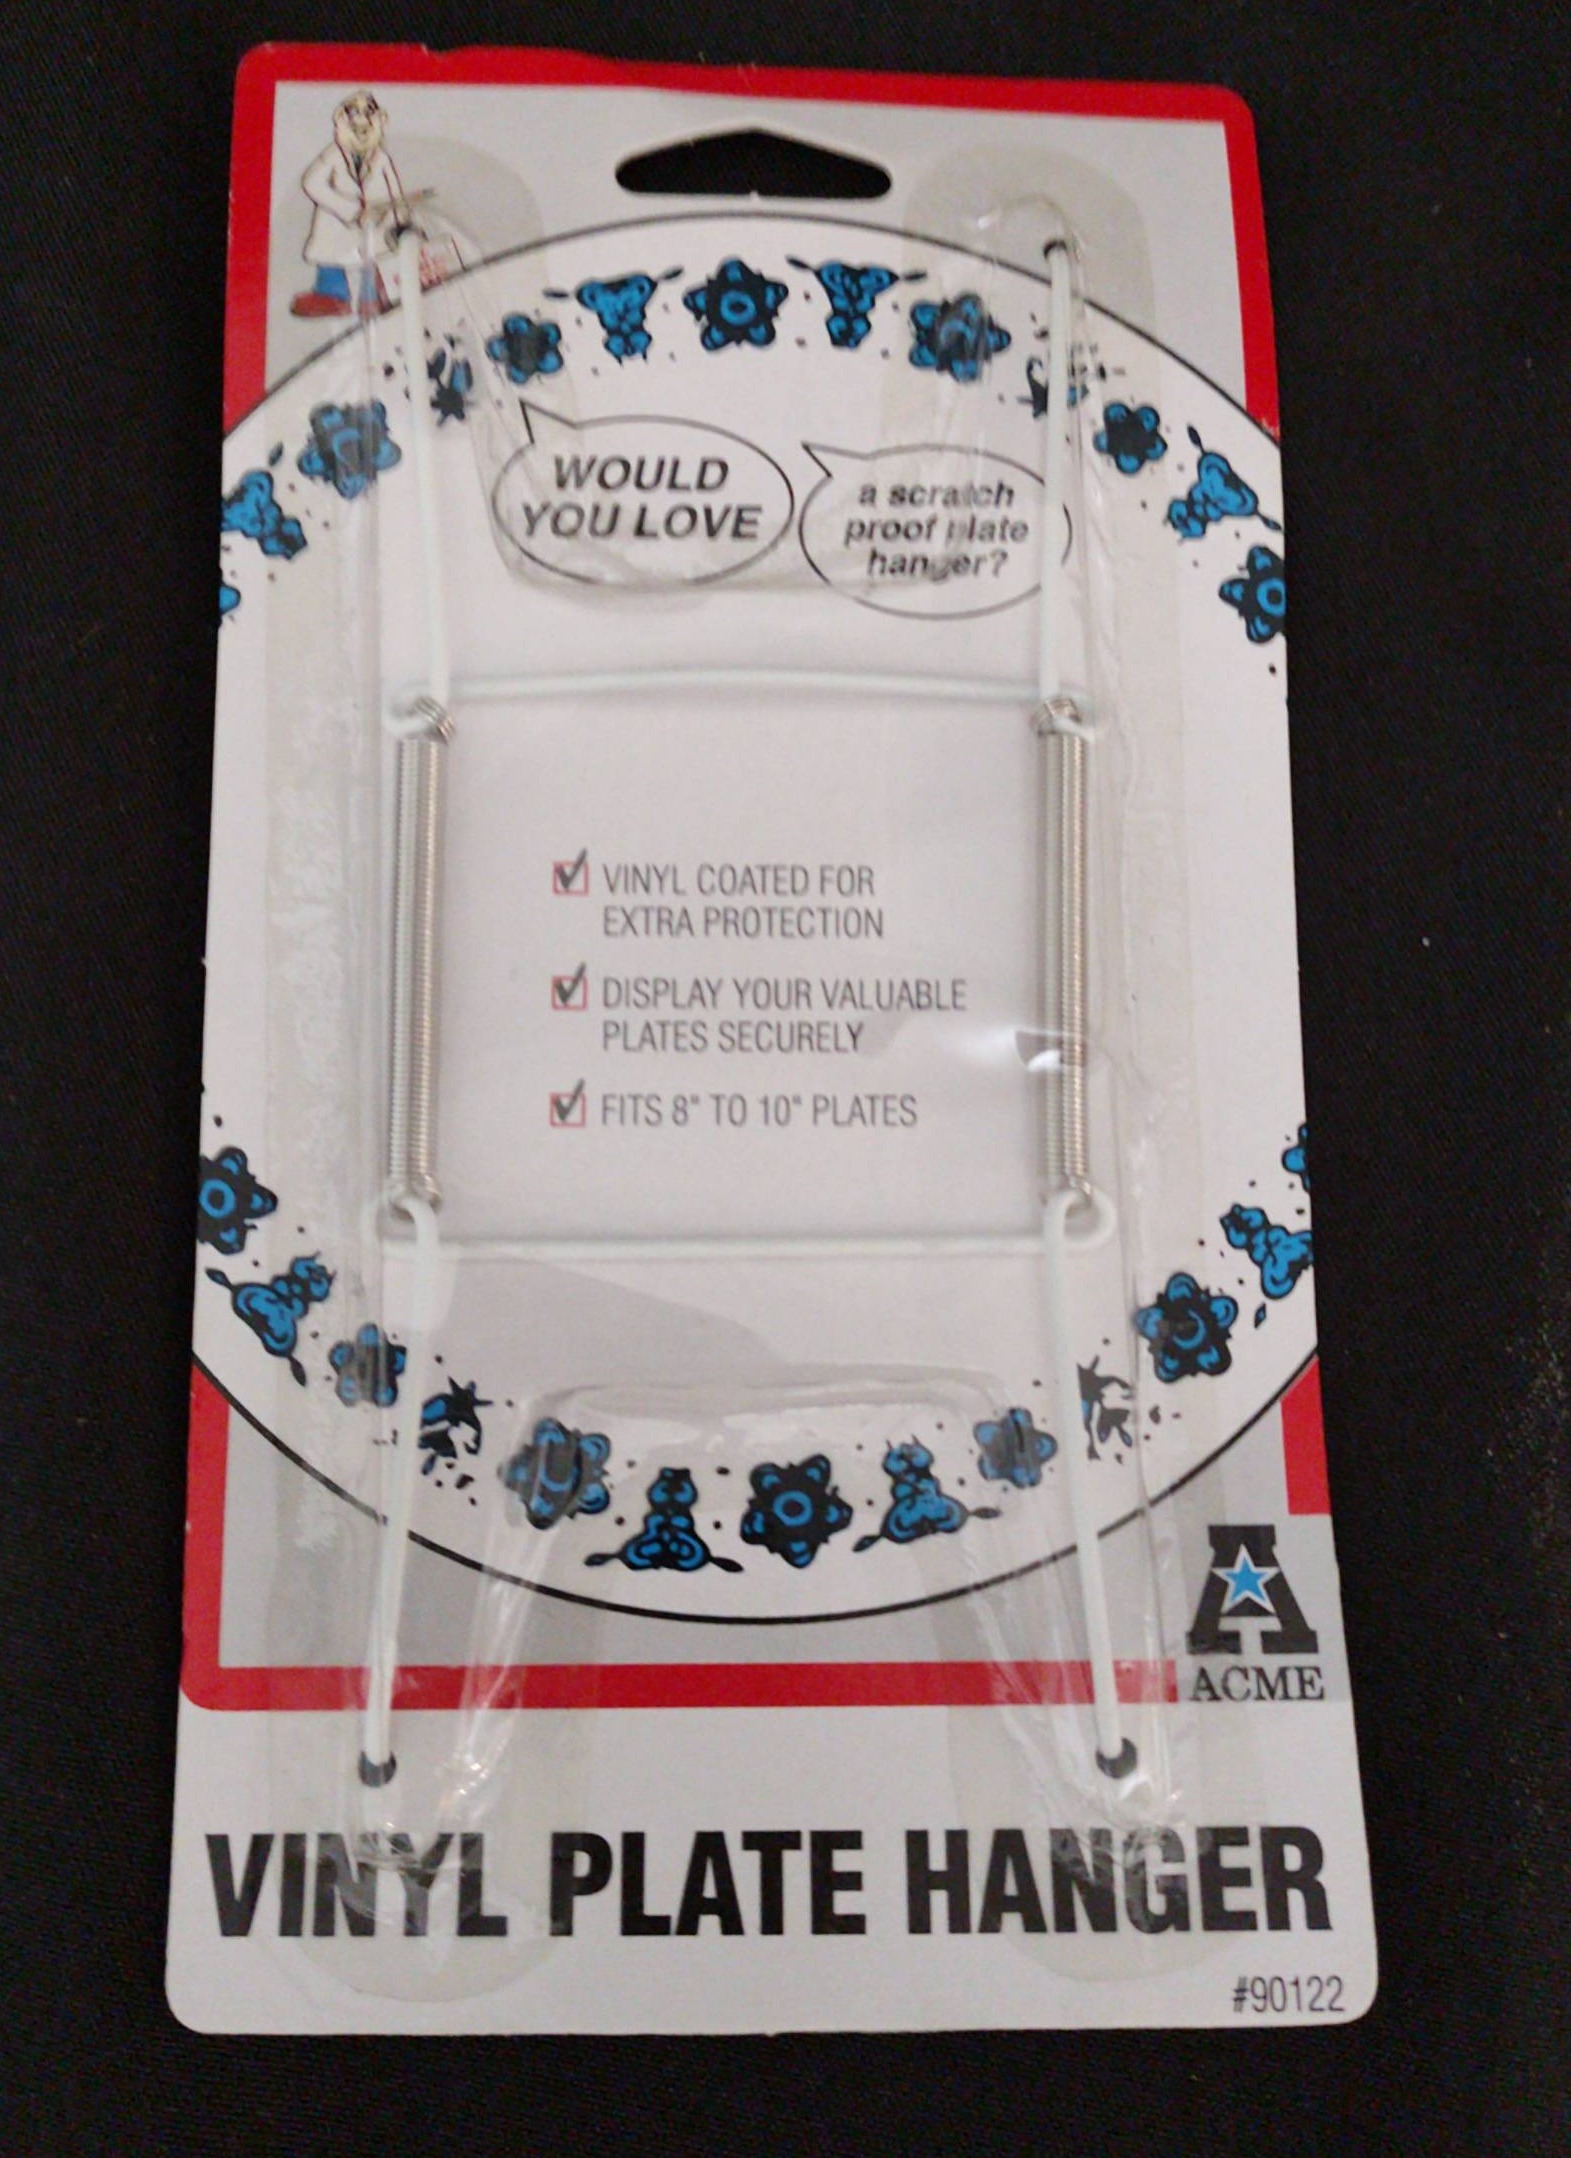 WOULD
YOU LOVE
a scratch
proof plate
hanger?
VINYL COATED FOR
EXTRA PROTECTION
DISPLAY YOUR VALUABLE
PLATES SECURELY
FITS 8" TO 10" PLATES
A
ACME
VINYL PLATE HANGER
#90122